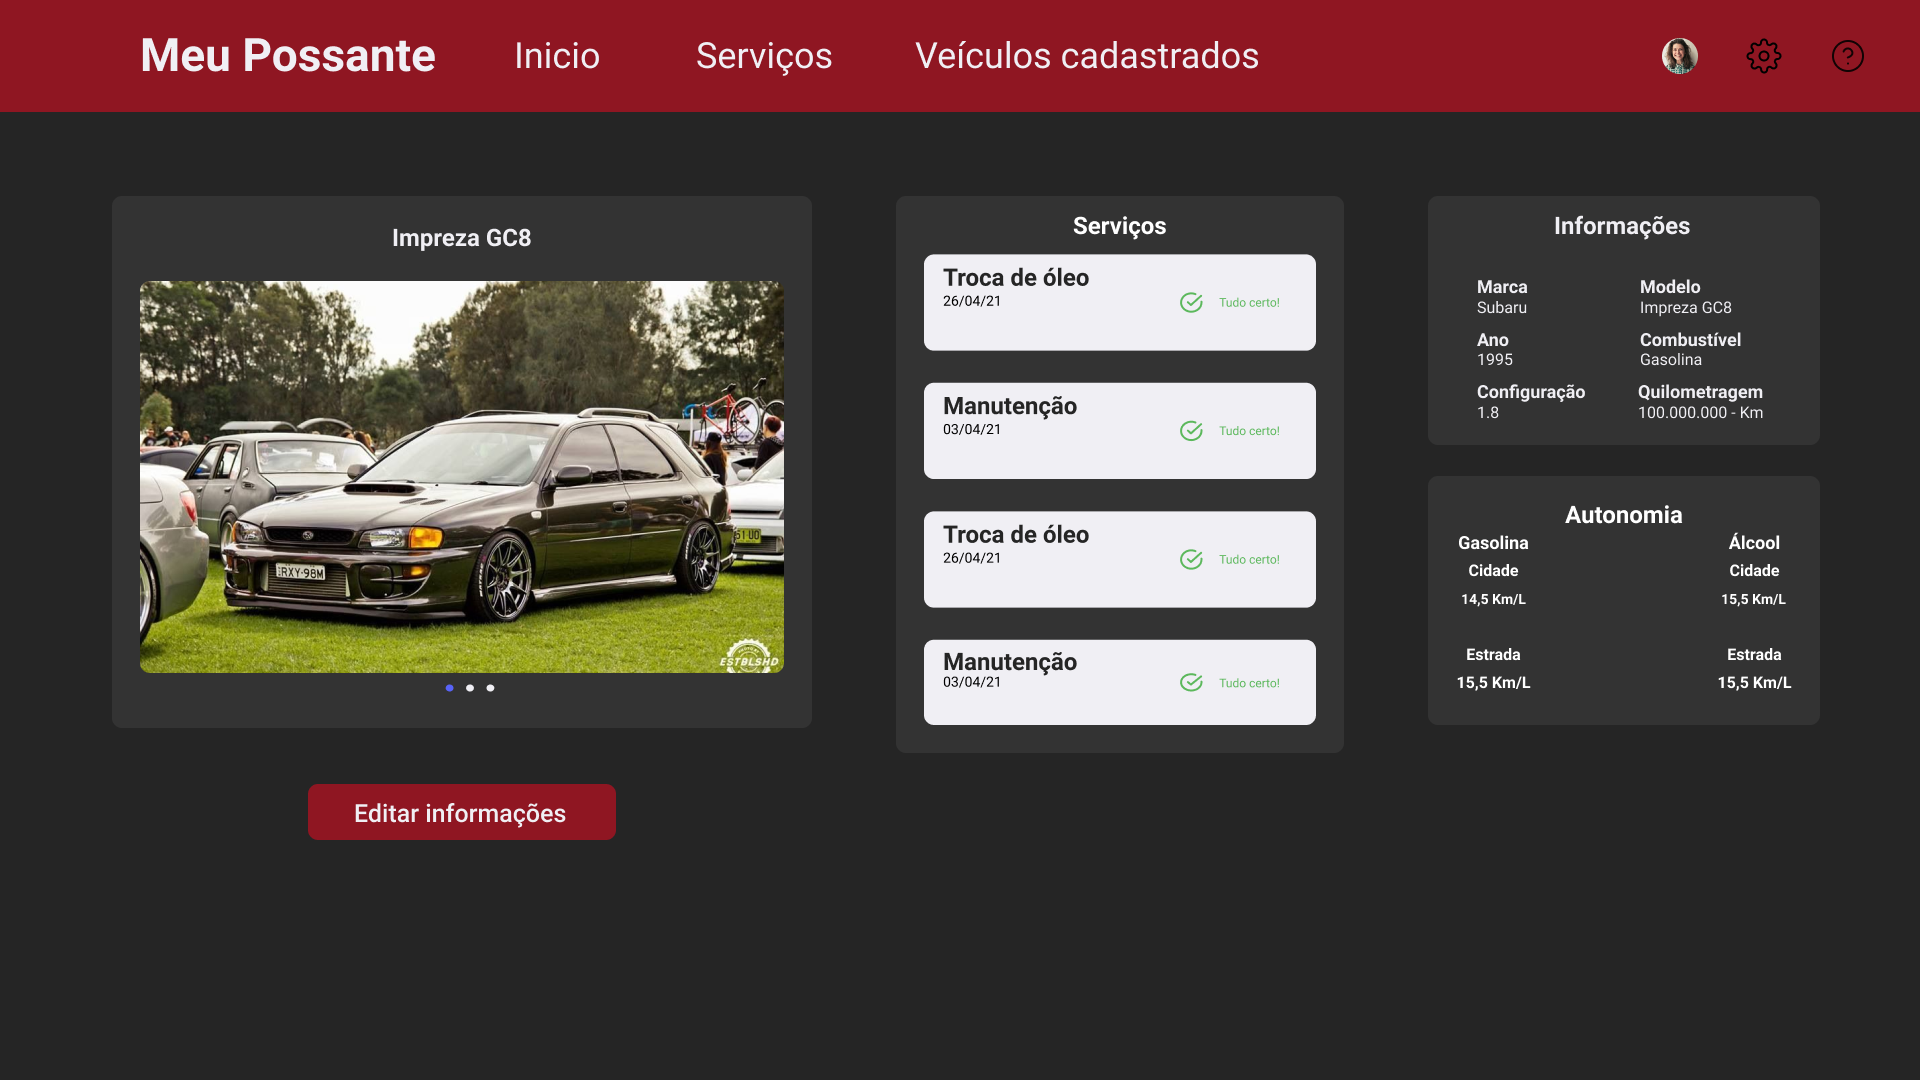 Meu Possante
Inicio
Serviços
Veículos cadastrados
Impreza GC8
RXY-98M
51 UO
ESTBLSHD
Editar informações
Serviços
Troca de óleo
26/04/21
Tudo certo!
Manutenção
03/04/21
Tudo certo!
Troca de óleo
26/04/21
Tudo certo!
Manutenção
03/04/21
Tudo certo!
Informações
Marca
Subaru
Modelo
Impreza GC8
Ano
1995
Combustível
Gasolina
Configuração
1.8
Quilometragem
100.000.000 - Km
Autonomia
Gasolina
Cidade
14,5 Km/L
Estrada
15,5 Km/L
Álcool
Cidade
15,5 Km/L
Estrada
15,5 Km/L